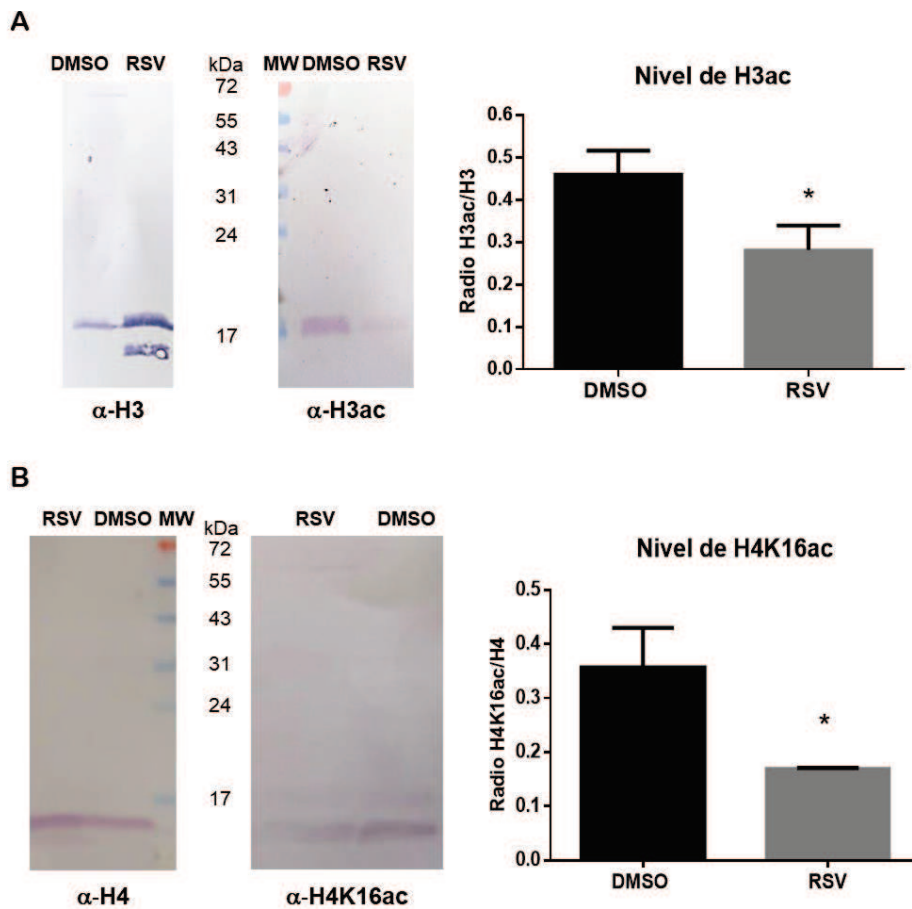 A
DMSO RSV
kDa
72
55
43
31
24
17
MW DMSO RSV
α-H3
α-H3ac
Nivel de H3ac
Radio H3ac/H3
0.6
0.5
0.4
0.3
0.2
0.1
0.0
*
DMSO
RSV
B
RSV DMSO MW
kDa
72
55
43
31
24
17
RSV DMSO
α-H4
α-H4K16ac
Nivel de H4K16ac
Radio H4K16ac/H4
0.5
0.4
0.3
0.2
0.1
0.0
*
DMSO
RSV